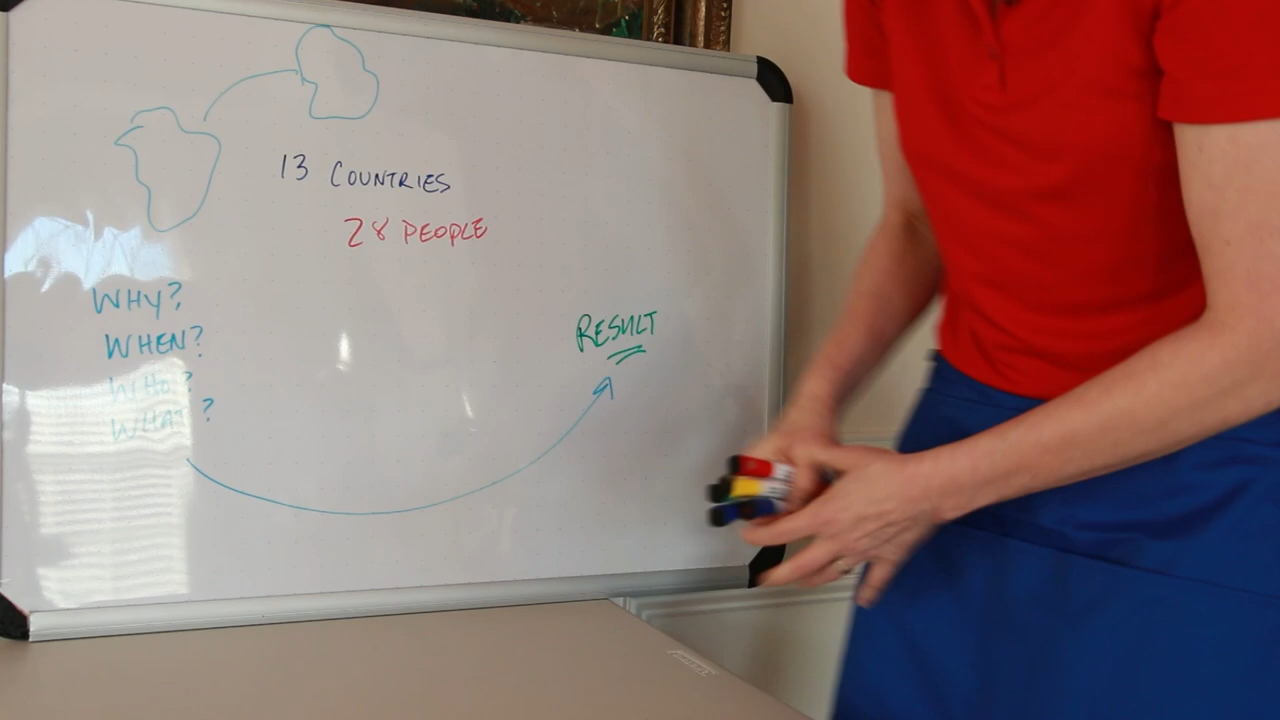 13 COUNTRIES
28 PEOPLE
WHY?
WHEN?
WHO?
WHAT?
RESULT